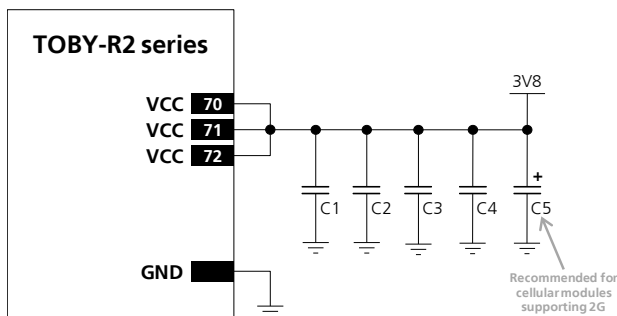 TOBY-R2 series
3V8
VCC 70
VCC 71
VCC 72
+
C1 C2 C3 C4 C5
GND
Recommended for
cellular modules
supporting 2G